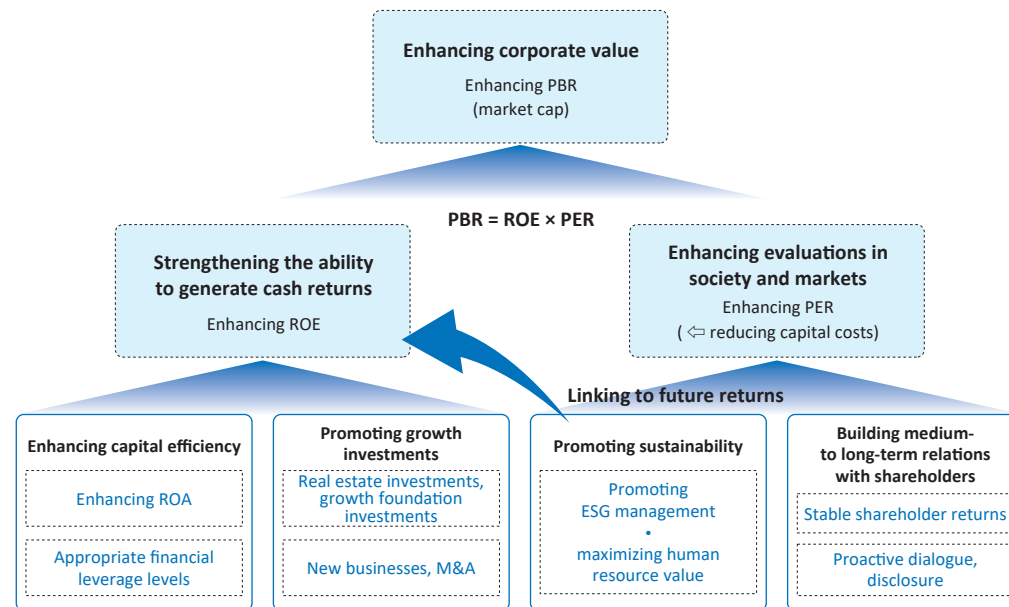 Enhancing corporate value
Enhancing PBR
(market cap)
PBR = ROE × PER
Strengthening the ability
to generate cash returns
Enhancing ROE
Enhancing evaluations in
society and markets
Enhancing PER
( ⇦ reducing capital costs)
Linking to future returns
Enhancing capital efficiency
Enhancing ROA
Appropriate financial
leverage levels
Promoting growth
investments
Real estate investments,
growth foundation
investments
New businesses, M&A
Promoting sustainability
Promoting
ESG management
•
maximizing human
resource value
Building medium-
to long-term relations
with shareholders
Stable shareholder returns
Proactive dialogue,
disclosure